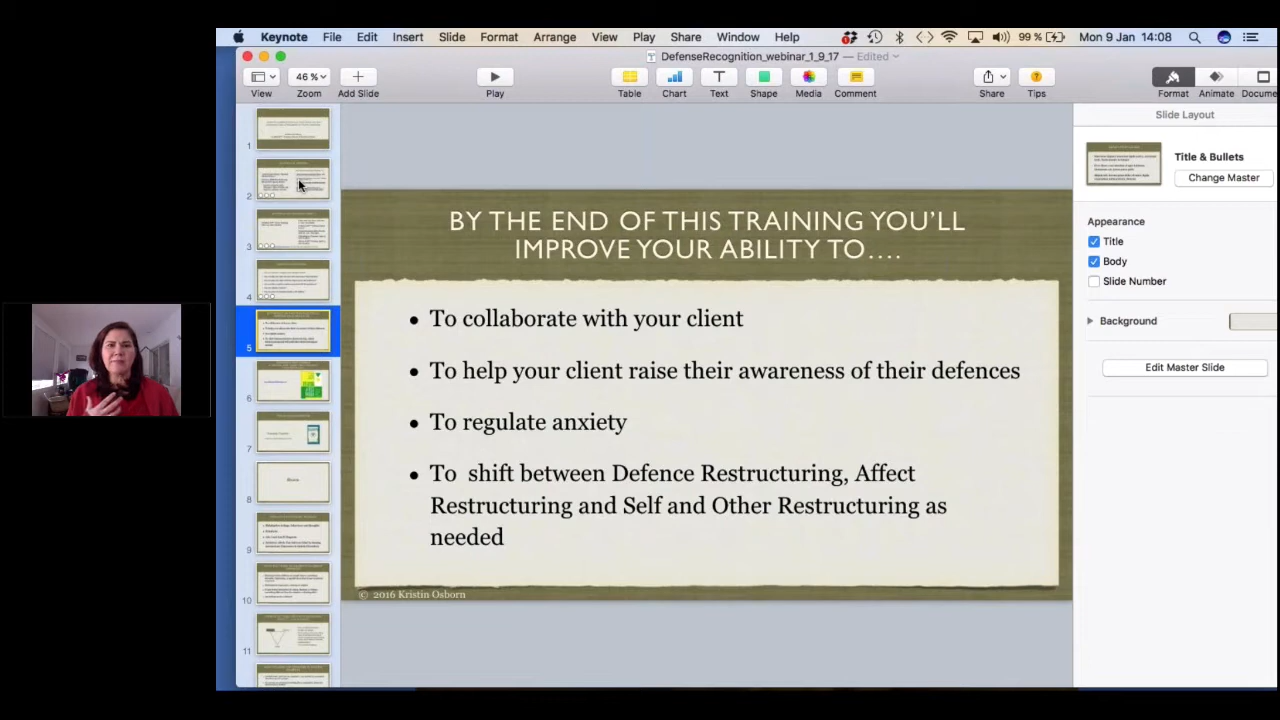 Keynote File Edit Insert Slide Format Arrange View Play Share Window Help 1 99 % Mon 9 Jan 14:08
DefenseRecognition_webinar_1_9_17 — Edited
46 %
View Zoom Add Slide Play Table Chart Text Shape Media Comment Share Tips Format Animate Docume
Slide Layout
Title & Bullets
Change Master
Appearance
Title
Body
Slide Number
Background
Edit Master Slide
1
2
3
4
5
6
7
8
9
10
11
BY THE END OF THIS TRAINING YOU'LL
IMPROVE YOUR ABILITY TO….
• To collaborate with your client
• To help your client raise their awareness of their defences
• To regulate anxiety
• To shift between Defence Restructuring, Affect
Restructuring and Self and Other Restructuring as
needed
© 2016 Kristin Osborn